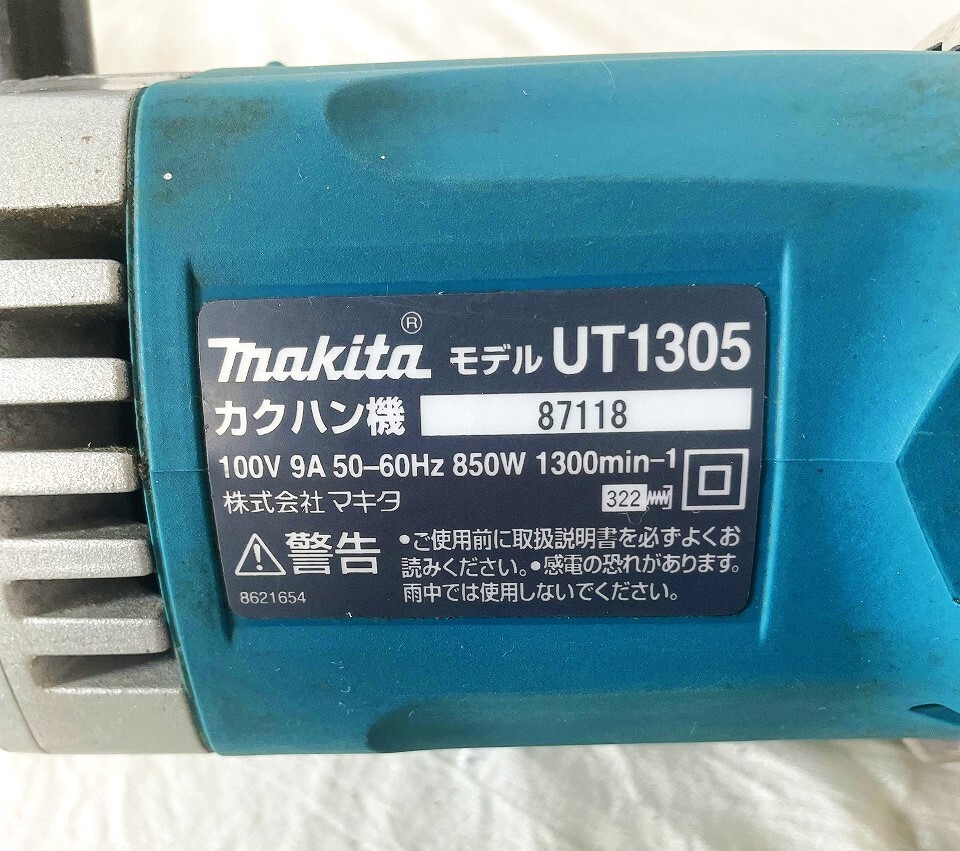 makita® モデル UT1305
カクハン機 87118
100V 9A 50–60Hz 850W 1300min–1
株式会社 マキタ 322
警告 •ご使用前に取扱説明書を必ずよくお
読みください。•感電の恐れがあります。
8621654 雨中では使用しないでください。